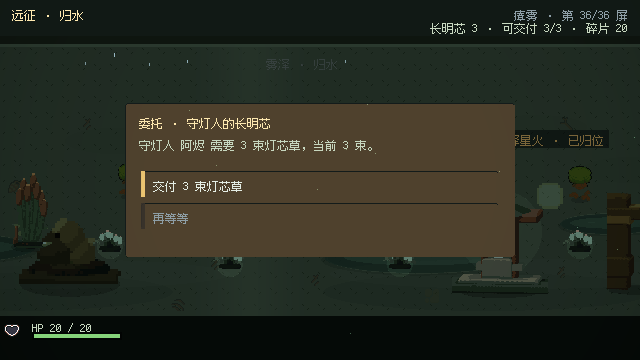 远征 · 归水
瘴雾 · 第 36/36 屏
长明芯 3 · 可交付 3/3 · 碎片 20
雾泽 · 归水
委托 · 守灯人的长明芯
守灯人 阿烬 需要 3 束灯芯草，当前 3 束。
星火 · 已归位
交付 3 束灯芯草
再等等
HP 20 / 20